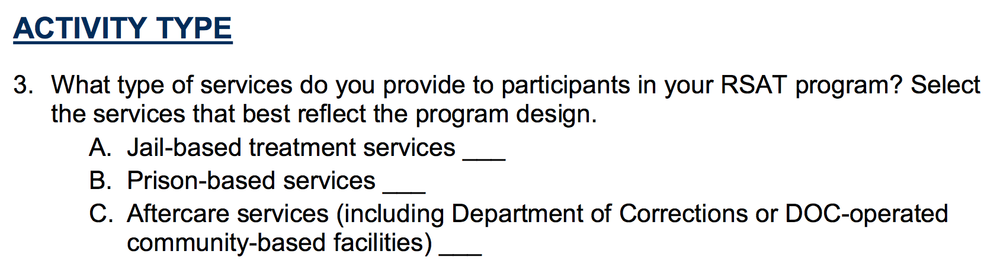 ACTIVITY TYPE
3. What type of services do you provide to participants in your RSAT program? Select
the services that best reflect the program design.
A. Jail-based treatment services ___
B. Prison-based services ___
C. Aftercare services (including Department of Corrections or DOC-operated
community-based facilities) ___